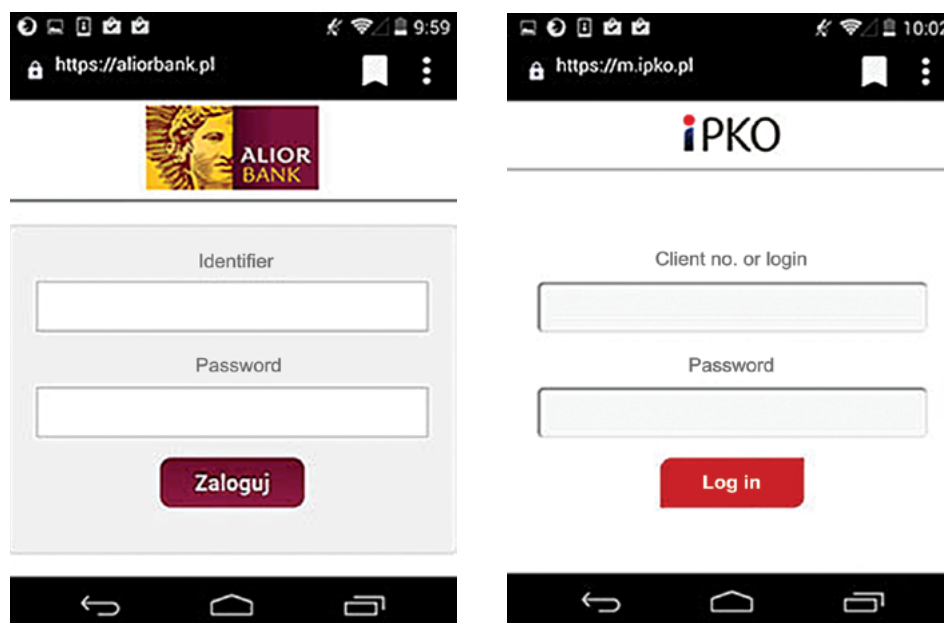 9:59
https://aliorbank.pl
ALIOR
BANK
Identifier
Password
Zaloguj
10:02
https://m.ipko.pl
iPKO
Client no. or login
Password
Log in